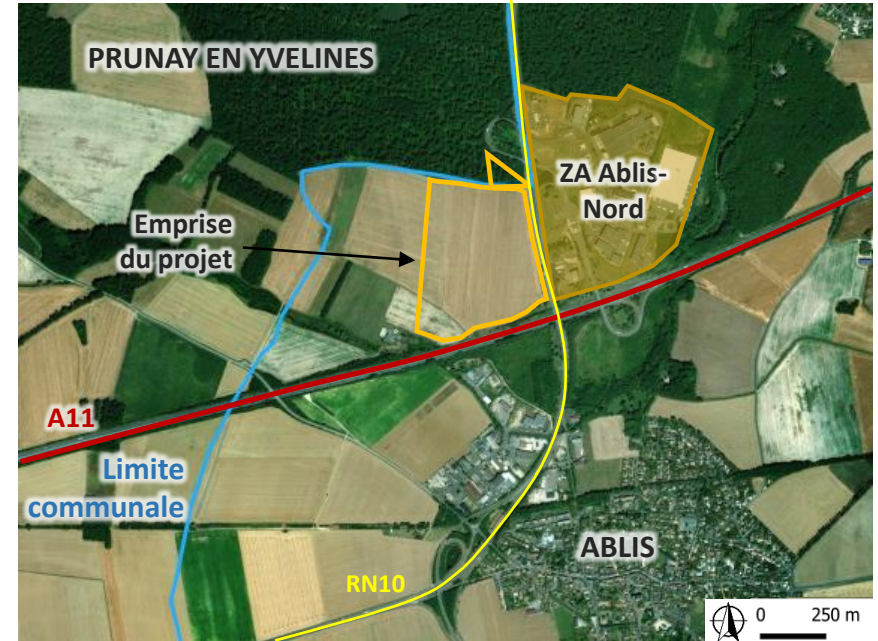 PRUNAY EN YVELINES
ZA Ablis-
Nord
Emprise
du projet
A11
Limite
communale
ABLIS
RN10
0 250 m